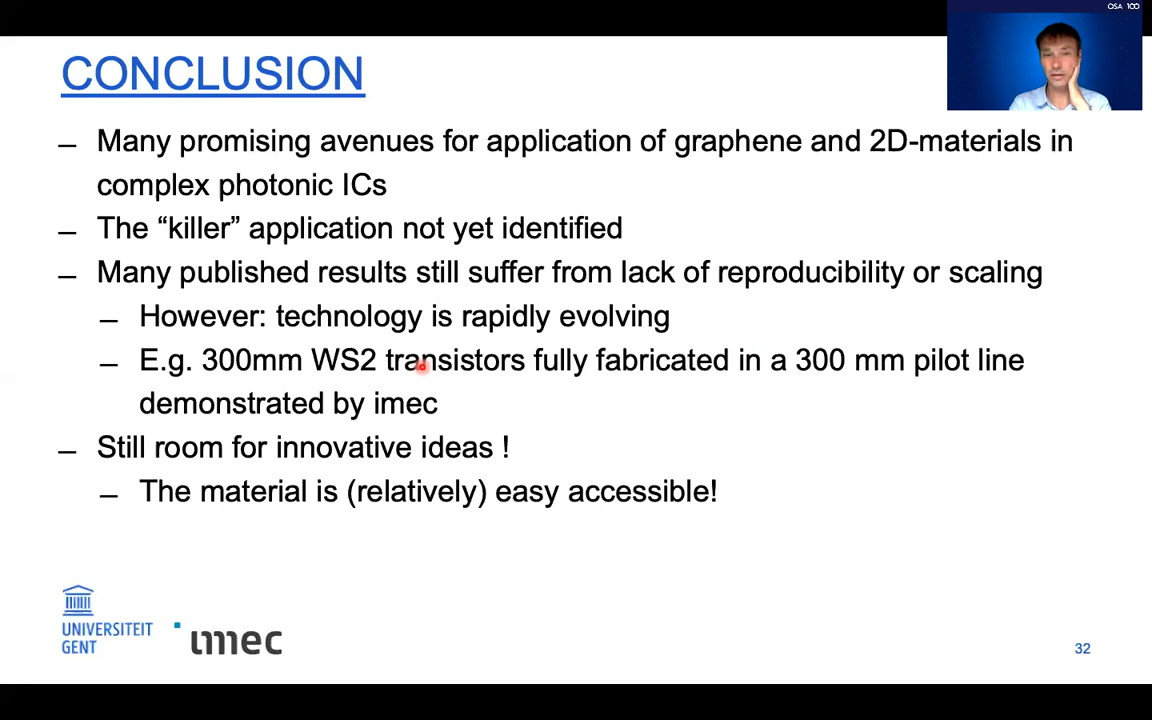 OSA 100
CONCLUSION
– Many promising avenues for application of graphene and 2D-materials in
complex photonic ICs
– The “killer” application not yet identified
– Many published results still suffer from lack of reproducibility or scaling
– However: technology is rapidly evolving
– E.g. 300mm WS2 transistors fully fabricated in a 300 mm pilot line
demonstrated by imec
– Still room for innovative ideas !
– The material is (relatively) easy accessible!
UNIVERSITEIT
GENT
imec
32